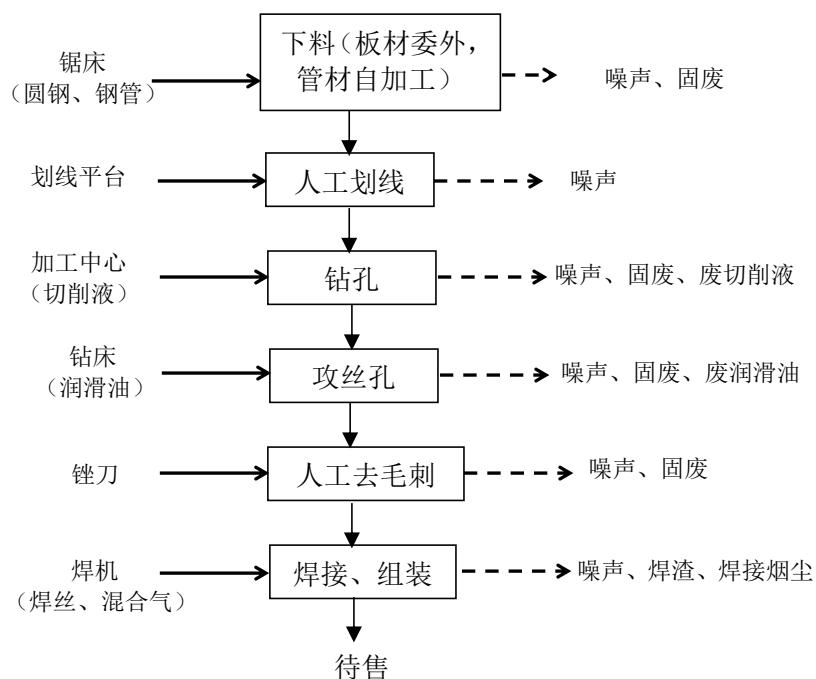 锯床
（圆钢、钢管）
下料（板材委外，
管材自加工）
噪声、固废
划线平台
人工划线
噪声
加工中心
（切削液）
钻孔
噪声、固废、废切削液
钻床
（润滑油）
攻丝孔
噪声、固废、废润滑油
锉刀
人工去毛刺
噪声、固废
焊机
（焊丝、混合气）
焊接、组装
噪声、焊渣、焊接烟尘
待售